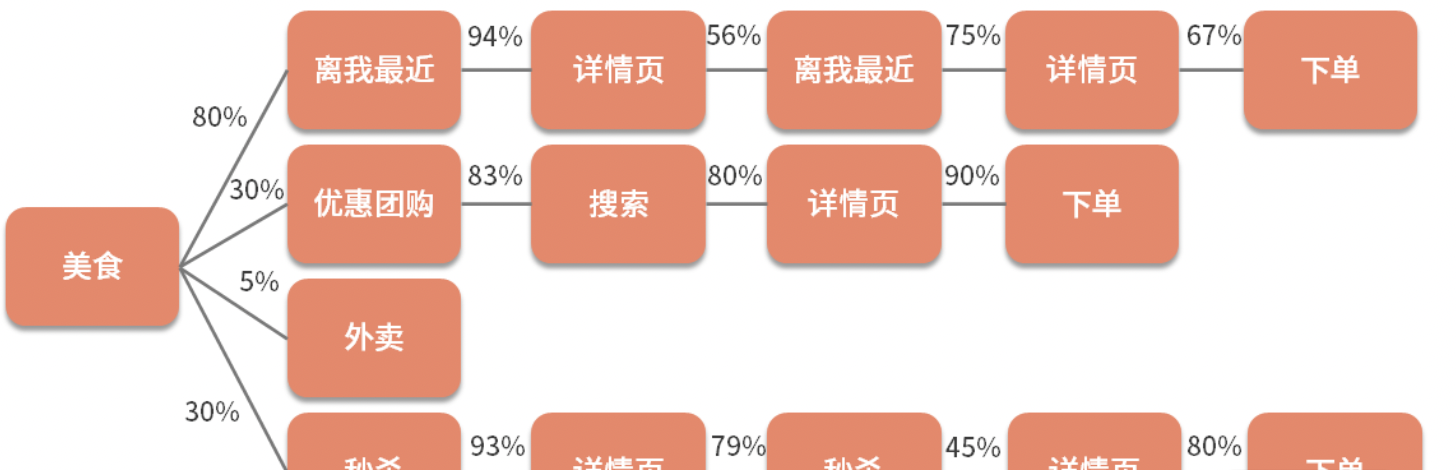 94%
56%
75%
67%
离我最近
详情页
离我最近
详情页
下单
80%
30%
83%
80%
90%
优惠团购
搜索
详情页
下单
美食
5%
外卖
30%
93%
79%
45%
80%
秒杀
详情页
秒杀
详情页
下单